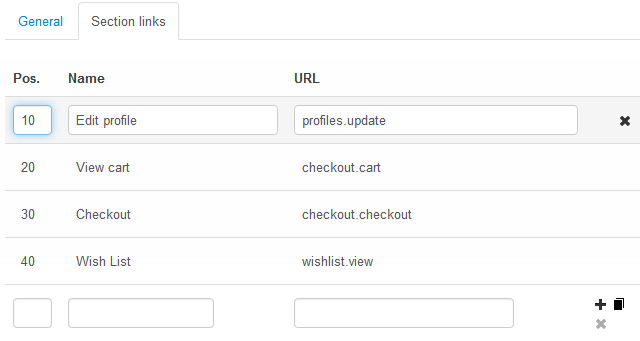 General Section links
Pos. Name URL
10 Edit profile profiles.update
20 View cart checkout.cart
30 Checkout checkout.checkout
40 Wish List wishlist.view